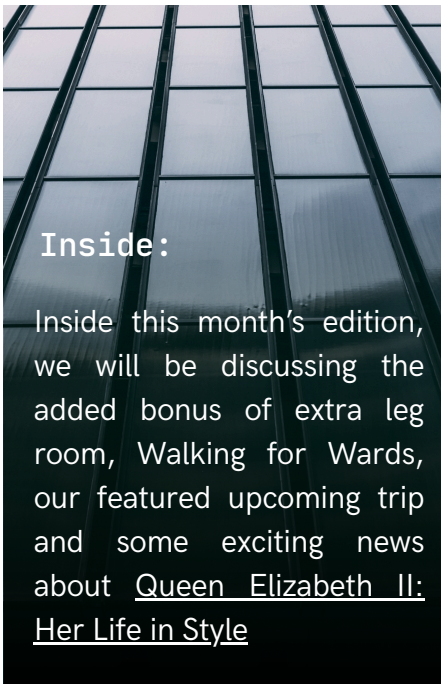 Inside:
Inside this month’s edition,
we will be discussing the
added bonus of extra leg
room, Walking for Wards,
our featured upcoming trip
and some exciting news
about Queen Elizabeth II:
Her Life in Style